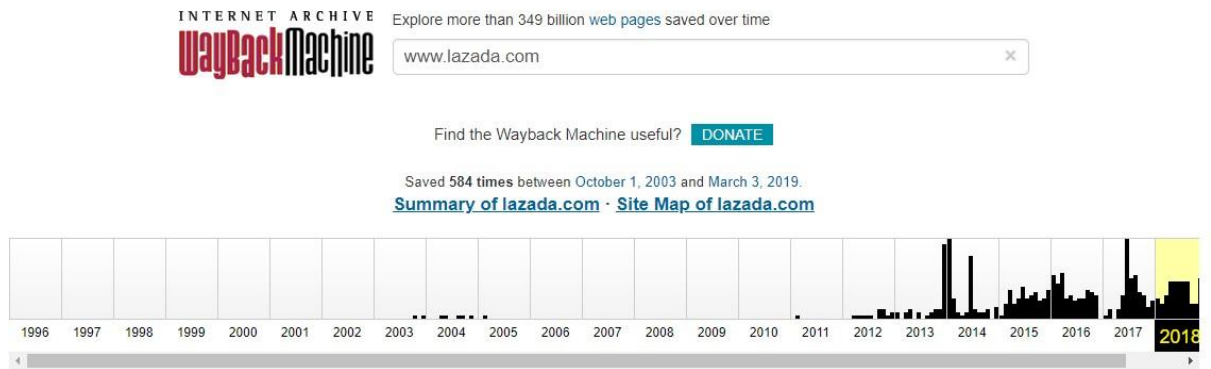 INTERNET ARCHIVE
WayBackMachine
Explore more than 349 billion web pages saved over time
www.lazada.com ×
Find the Wayback Machine useful? DONATE
Saved 584 times between October 1, 2003 and March 3, 2019.
Summary of lazada.com · Site Map of lazada.com
1996 1997 1998 1999 2000 2001 2002 2003 2004 2005 2006 2007 2008 2009 2010 2011 2012 2013 2014 2015 2016 2017 2018